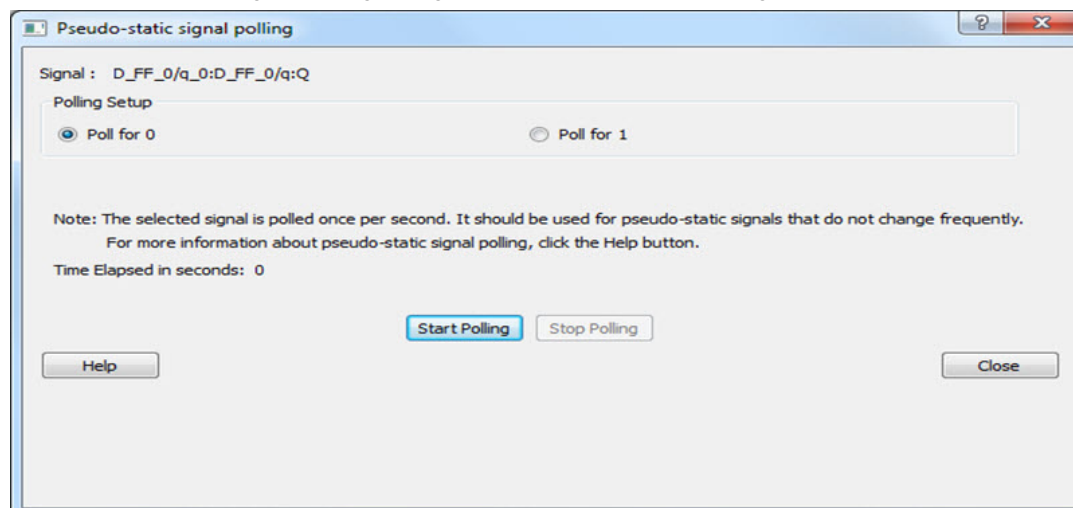 Pseudo-static signal polling
Signal : D_FF_0/q_0:D_FF_0/q:Q
Polling Setup
Poll for 0 Poll for 1
Note: The selected signal is polled once per second. It should be used for pseudo-static signals that do not change frequently.
For more information about pseudo-static signal polling, click the Help button.
Time Elapsed in seconds: 0
Start Polling Stop Polling
Help Close